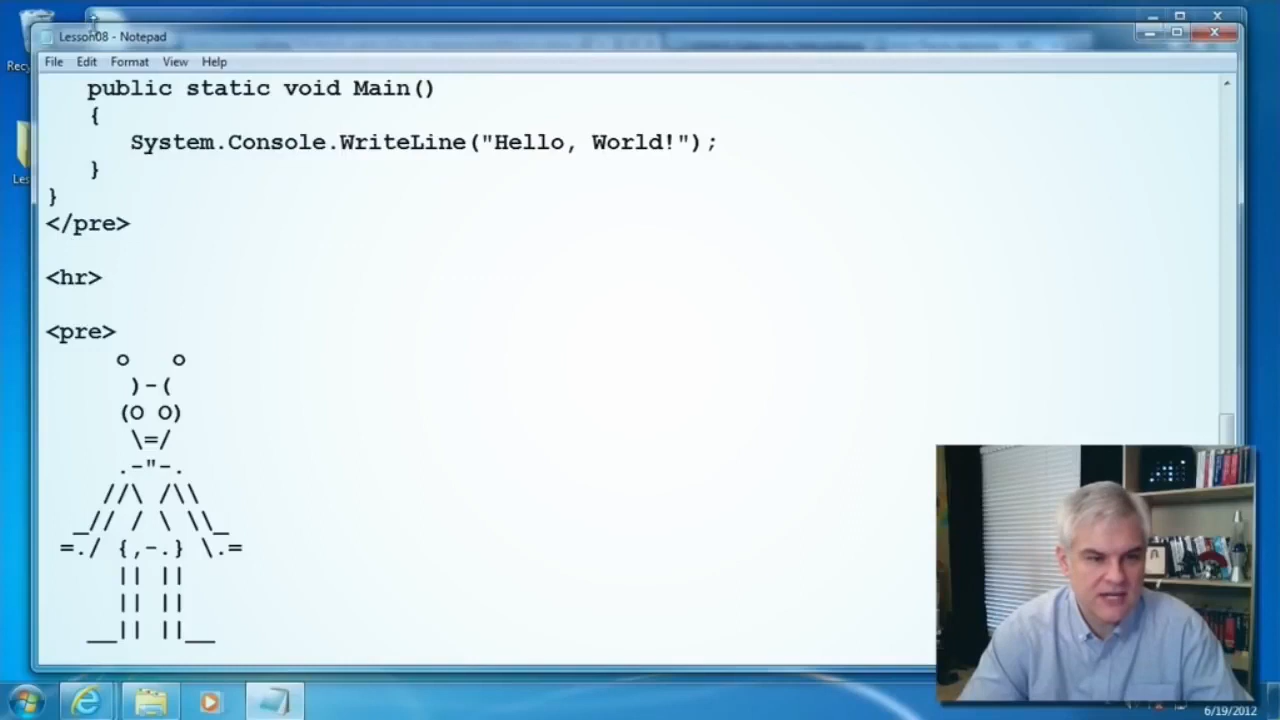 Lesson08 - Notepad
File Edit Format View Help
public static void Main()
{
System.Console.WriteLine("Hello, World!");
}
}
</pre>
<hr>
<pre>
o   o
)-(
(O O)
\=/
.-"-.
//\ /\\
_// / \ \\_
=./ {,-.} \.=
|| ||
|| ||
__|| ||__
6/19/2012